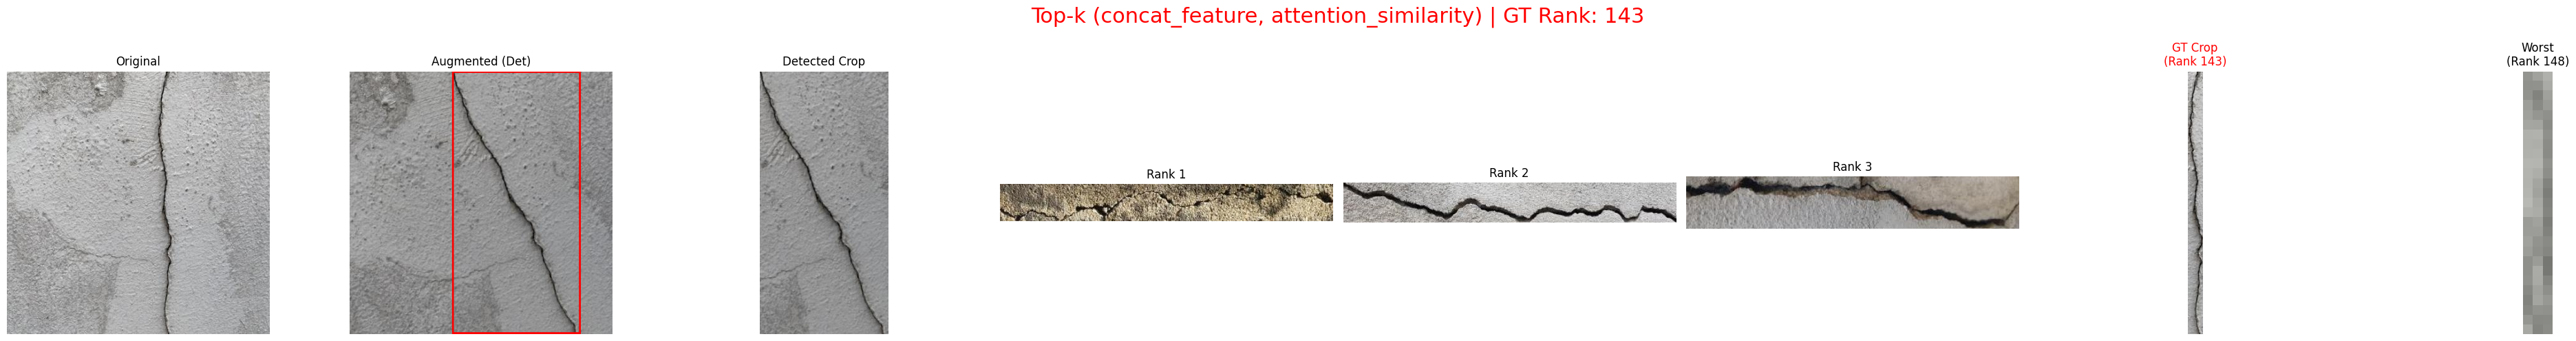 Top-k (concat_feature, attention_similarity) | GT Rank: 143
Original
Augmented (Det)
Detected Crop
Rank 1
Rank 2
Rank 3
GT Crop
(Rank 143)
Worst
(Rank 148)